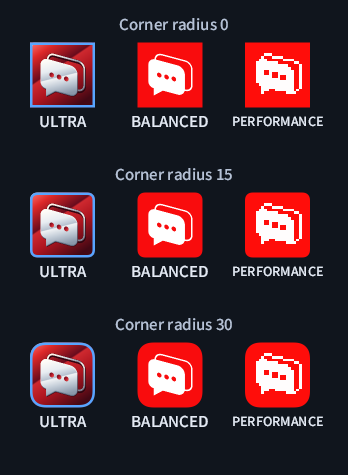 Corner radius 0
ULTRA BALANCED PERFORMANCE
Corner radius 15
ULTRA BALANCED PERFORMANCE
Corner radius 30
ULTRA BALANCED PERFORMANCE